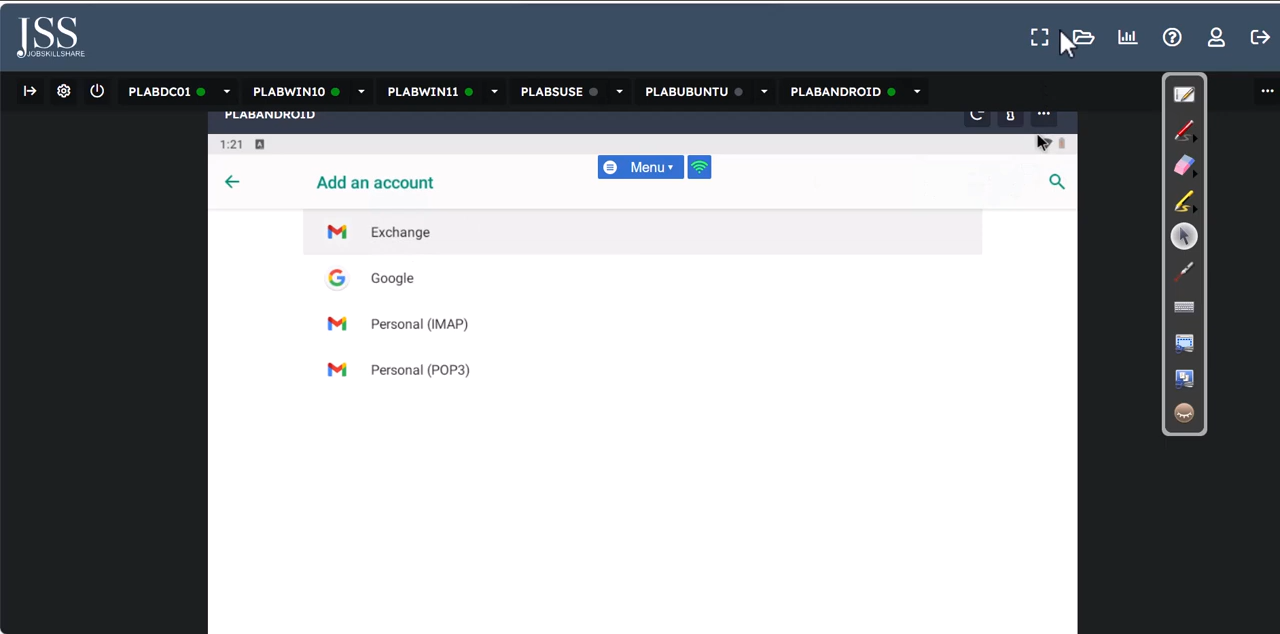 JSS
JOBSKILLSHARE
PLABDC01 PLABWIN10 PLABWIN11 PLABSUSE PLABUBUNTU PLABANDROID
PLABANDROID
1:21 A
Menu
Add an account
Exchange
Google
Personal (IMAP)
Personal (POP3)